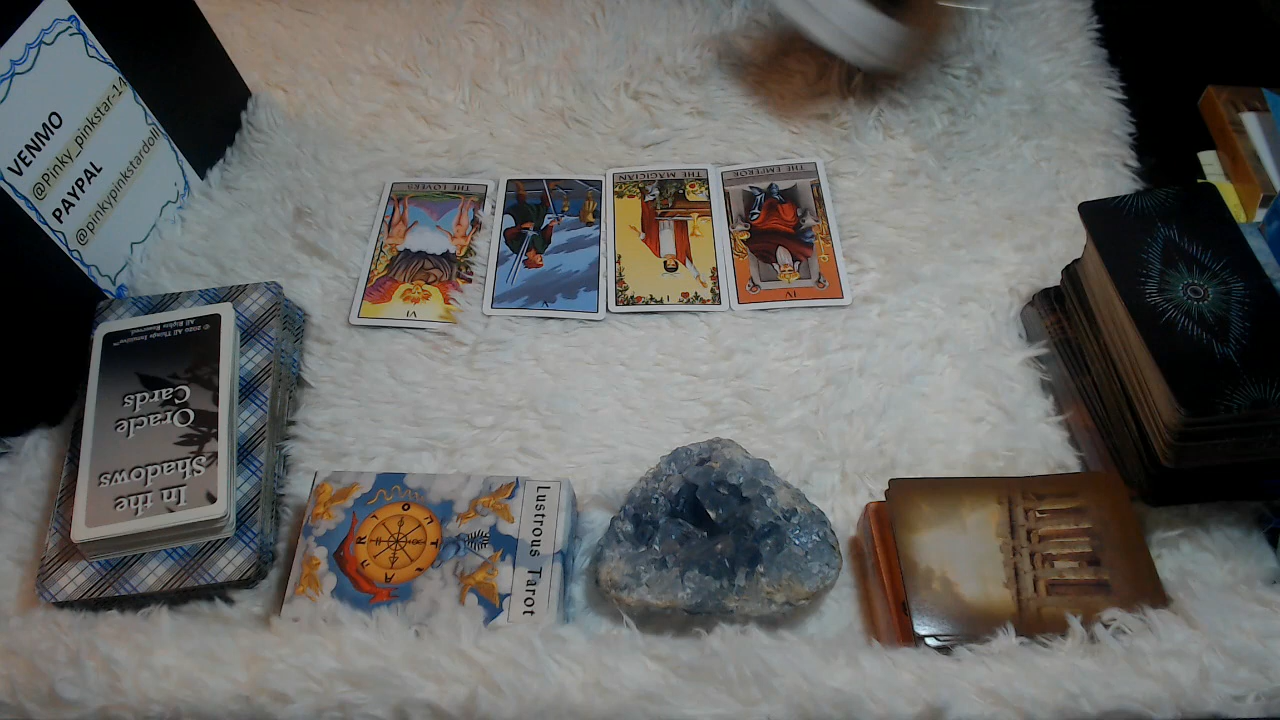 VENMO
@Pinky_pinkstar-14
PAYPAL
@pinkypinkstardoll
THE LOVERS
VI
V
THE MAGICIAN
I
THE EMPEROR
IV
© 2020 All Things Intuitive™
All Rights Reserved.
In the
Shadows
Oracle
Cards
Lustrous Tarot